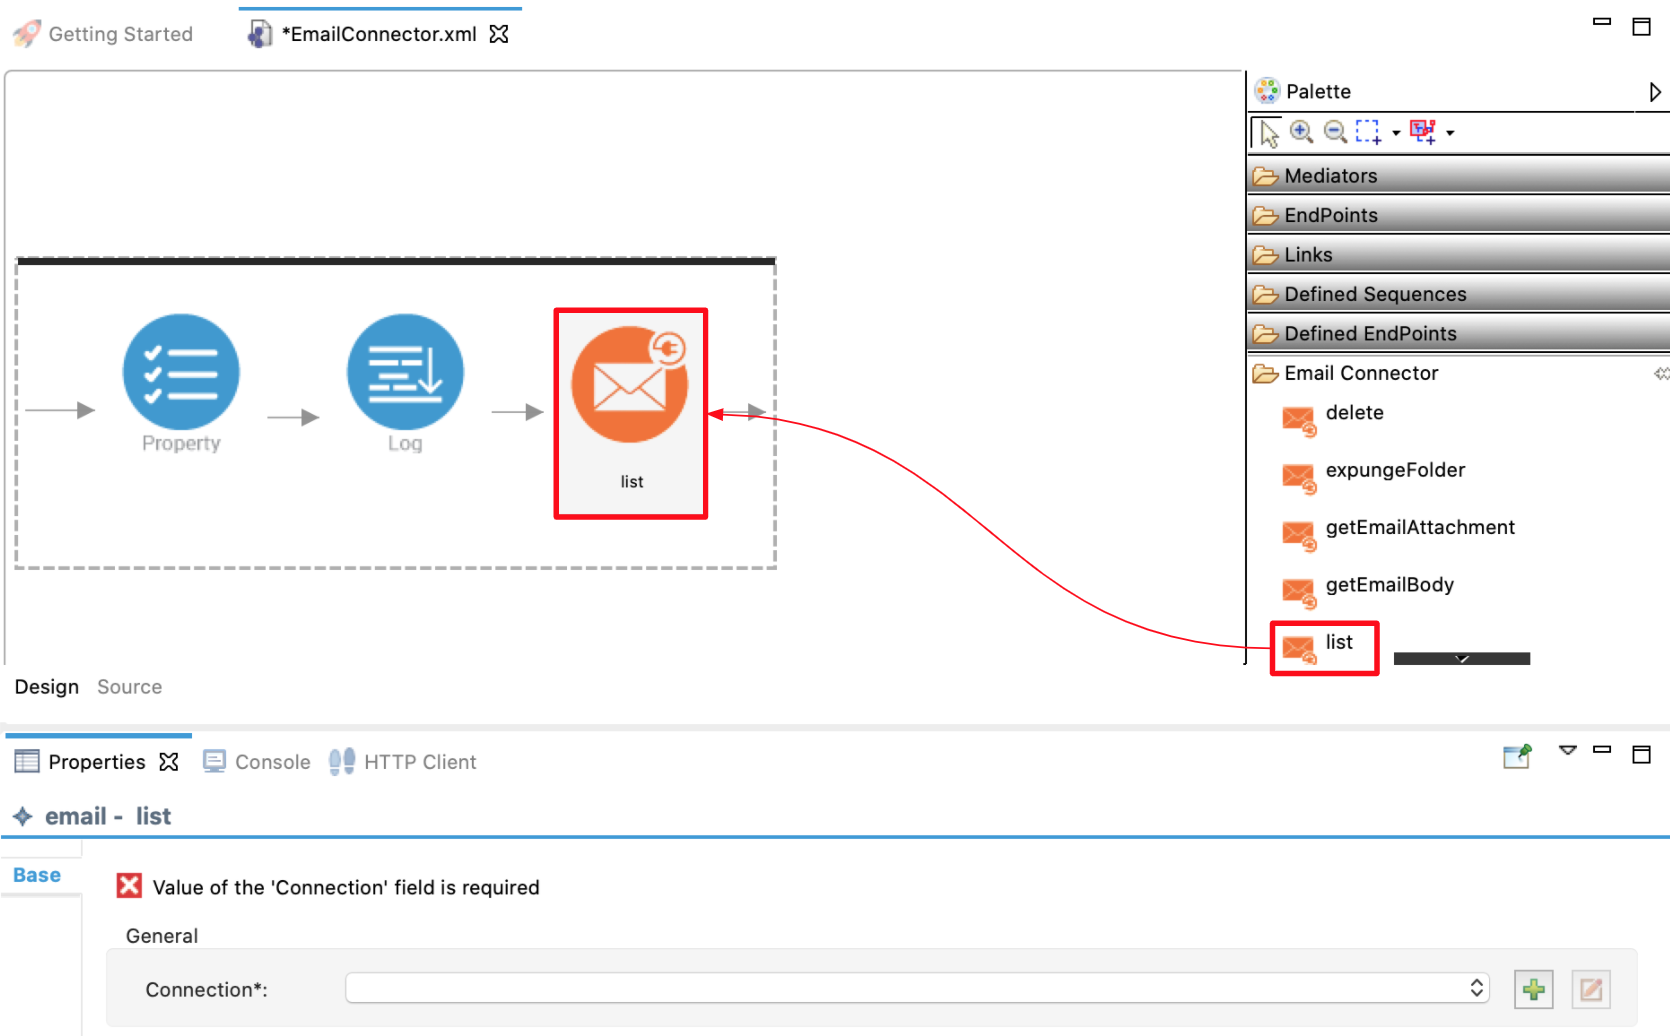 Getting Started
*EmailConnector.xml
Palette
Mediators
EndPoints
Links
Defined Sequences
Defined EndPoints
Email Connector
delete
expungeFolder
getEmailAttachment
getEmailBody
list
Property
Log
list
Design Source
Properties Console HTTP Client
email - list
Base
Value of the 'Connection' field is required
General
Connection*: